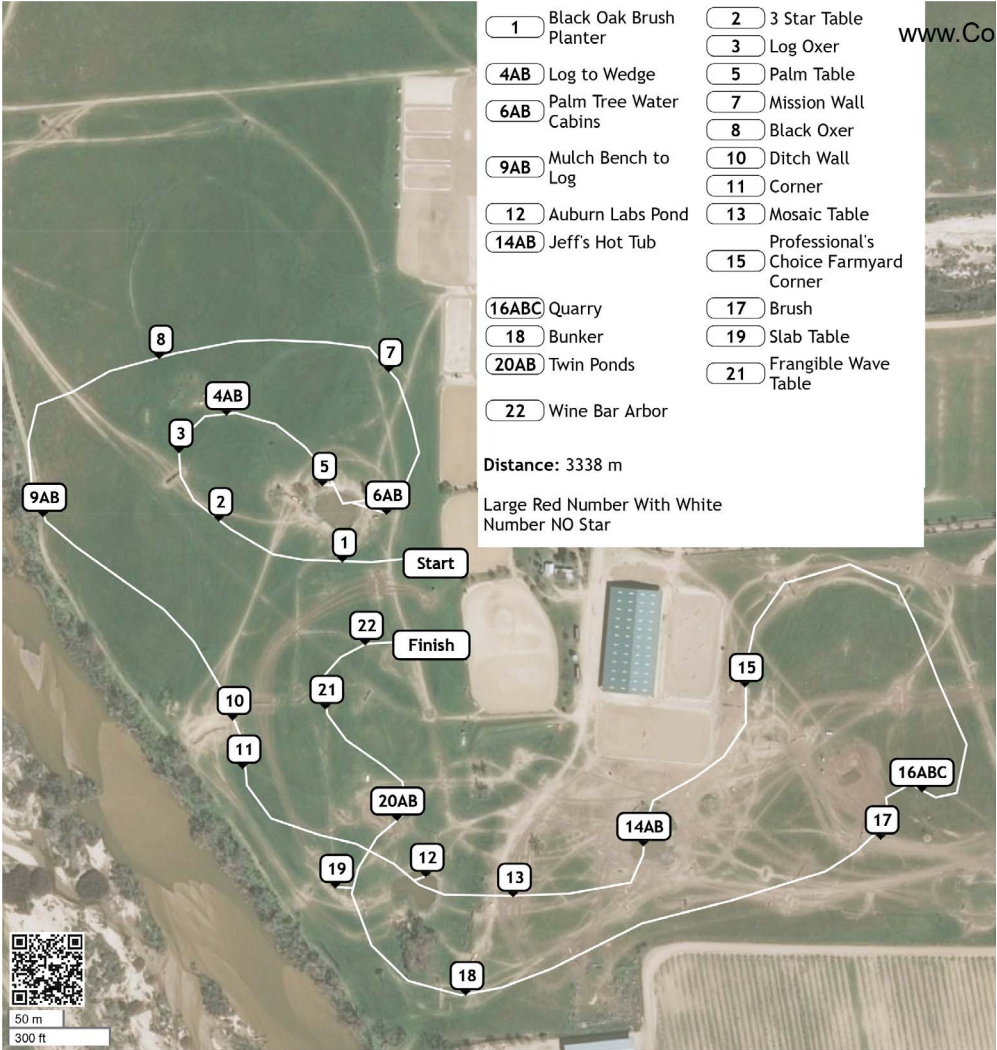 1 Black Oak Brush
Planter
2 3 Star Table
3 Log Oxer
4AB Log to Wedge
5 Palm Table
6AB Palm Tree Water
Cabins
7 Mission Wall
8 Black Oxer
9AB Mulch Bench to
Log
10 Ditch Wall
11 Corner
12 Auburn Labs Pond
13 Mosaic Table
14AB Jeff's Hot Tub
15 Professional's
Choice Farmyard
Corner
16ABC Quarry
17 Brush
18 Bunker
19 Slab Table
20AB Twin Ponds
21 Frangible Wave
Table
22 Wine Bar Arbor
Distance: 3338 m
Large Red Number With White
Number NO Star
www.Co
8
7
4AB
3
5
6AB
9AB
2
1
Start
22
Finish
15
21
10
11
16ABC
20AB
14AB
17
12
19
13
18
50 m
300 ft